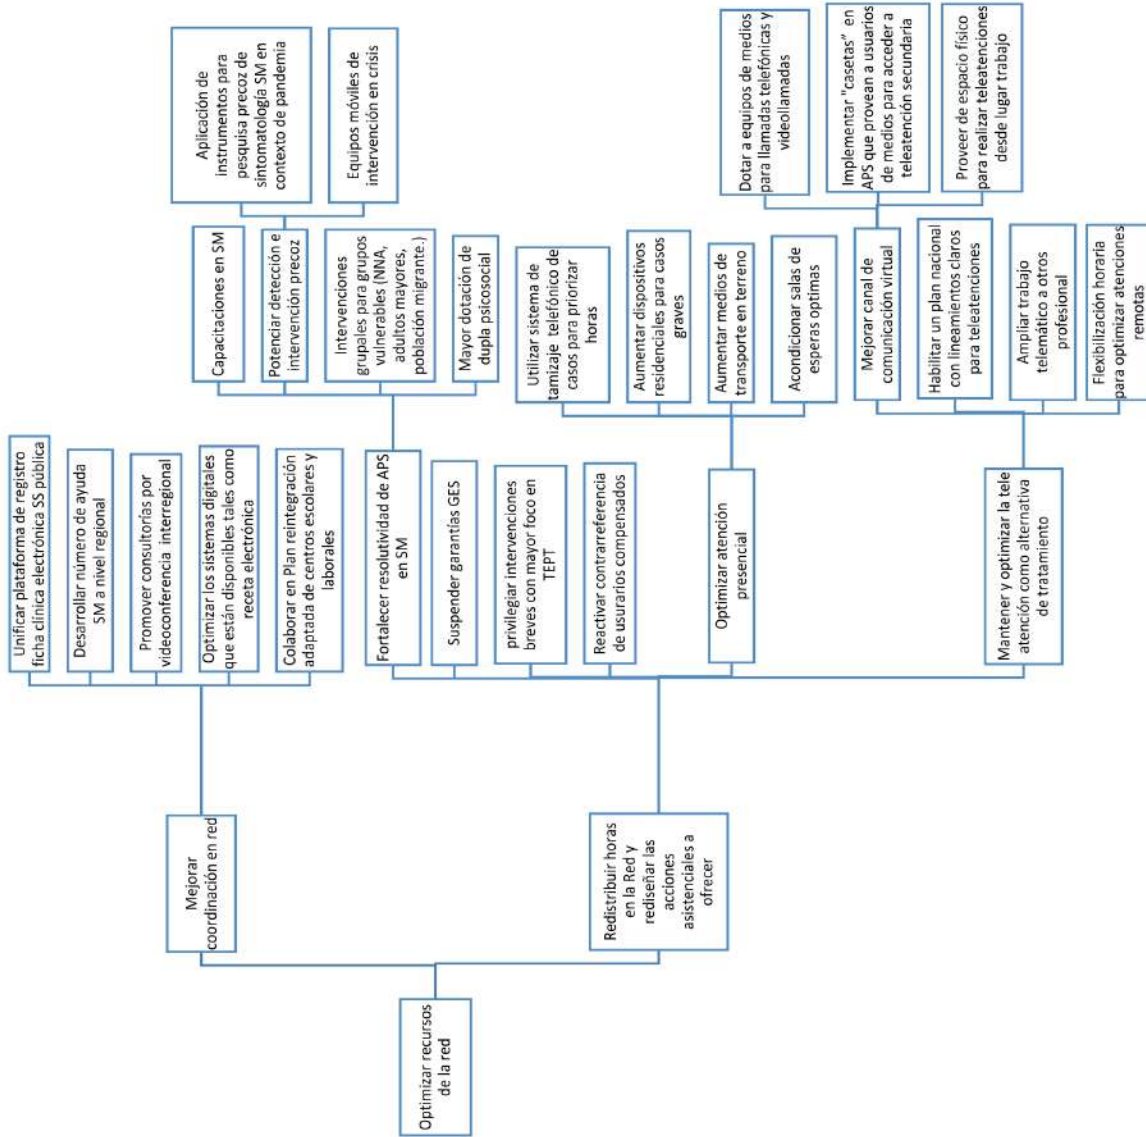 Optimizar recursos
de la red
Mejorar
coordinación en red
Unificar plataforma de registro
ficha clínica electrónica SS pública
Desarrollar número de ayuda
SM a nivel regional
Promover consultorías por
videoconferencia interregional
Optimizar los sistemas digitales
que están disponibles tales como
receta electrónica
Colaborar en Plan reintegración
adaptada de centros escolares y
laborales
Redistribuir horas
en la Red y
rediseñar las
acciones
asistenciales a
ofrecer
Fortalecer resolutividad de APS
en SM
Capacitaciones en SM
Potenciar detección e
intervención precoz
Aplicación de
instrumentos para
pesquisa precoz de
sintomatología SM en
contexto de pandemia
Equipos móviles de
intervención en crisis
Intervenciones
grupales para grupos
vulnerables (NNA,
adultos mayores,
población migrante.)
Mayor dotación de
dupla psicosocial
Suspender garantías GES
privilegiar intervenciones
breves con mayor foco en
TEPT
Reactivar contrarreferencia
de usurarios compensados
Optimizar atención
presencial
Utilizar sistema de
tamizaje telefónico de
casos para priorizar
horas
Aumentar dispositivos
residenciales para casos
graves
Aumentar medios de
transporte en terreno
Acondicionar salas de
esperas optimas
Mantener y optimizar la tele
atención como alternativa
de tratamiento
Mejorar canal de
comunicación virtual
Dotar a equipos de medios
para llamadas telefónicas y
videollamadas
Implementar "casetas" en
APS que provean a usuarios
de medios para acceder a
teleatención secundaria
Proveer de espacio físico
para realizar teleatenciones
desde lugar trabajo
Habilitar un plan nacional
con lineamientos claros
para teleatenciones
Ampliar trabajo
telemático a otros
profesional
Flexibilización horaria
para optimizar atenciones
remotas